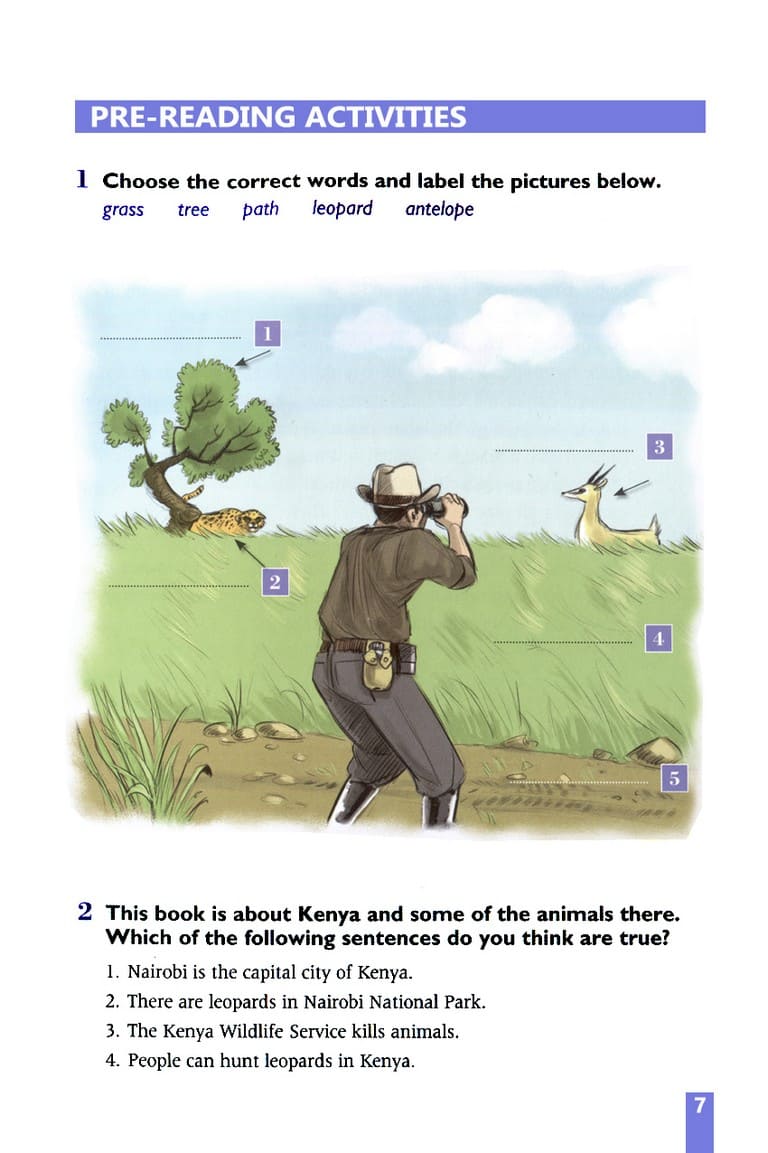 PRE-READING ACTIVITIES
1 Choose the correct words and label the pictures below.
grass tree path leopard antelope
1
3
2
4
5
2 This book is about Kenya and some of the animals there.
Which of the following sentences do you think are true?
1. Nairobi is the capital city of Kenya.
2. There are leopards in Nairobi National Park.
3. The Kenya Wildlife Service kills animals.
4. People can hunt leopards in Kenya.
7